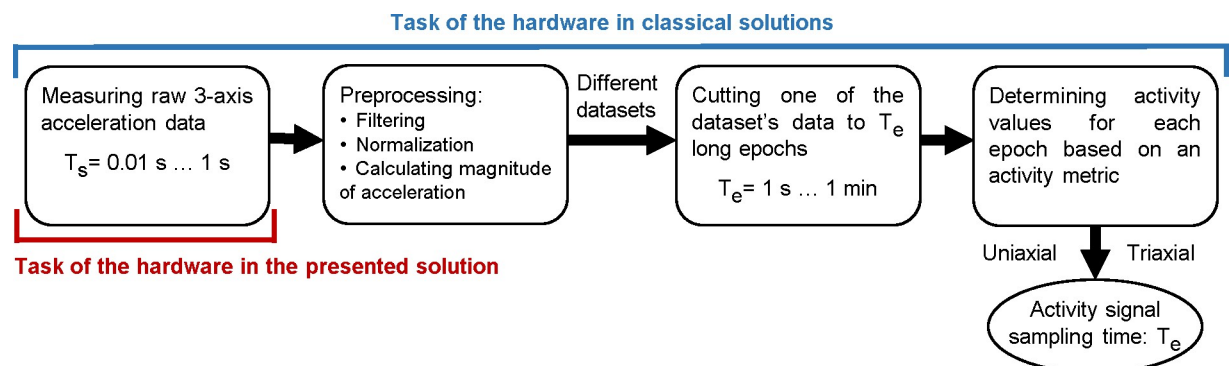 Task of the hardware in classical solutions
Measuring raw 3-axis
acceleration data
Ts= 0.01 s … 1 s
Preprocessing:
• Filtering
• Normalization
• Calculating magnitude
of acceleration
Different
datasets
Cutting one of the
dataset's data to Te
long epochs
Te= 1 s … 1 min
Determining activity
values for each
epoch based on an
activity metric
Task of the hardware in the presented solution
Uniaxial
Triaxial
Activity signal
sampling time: Te